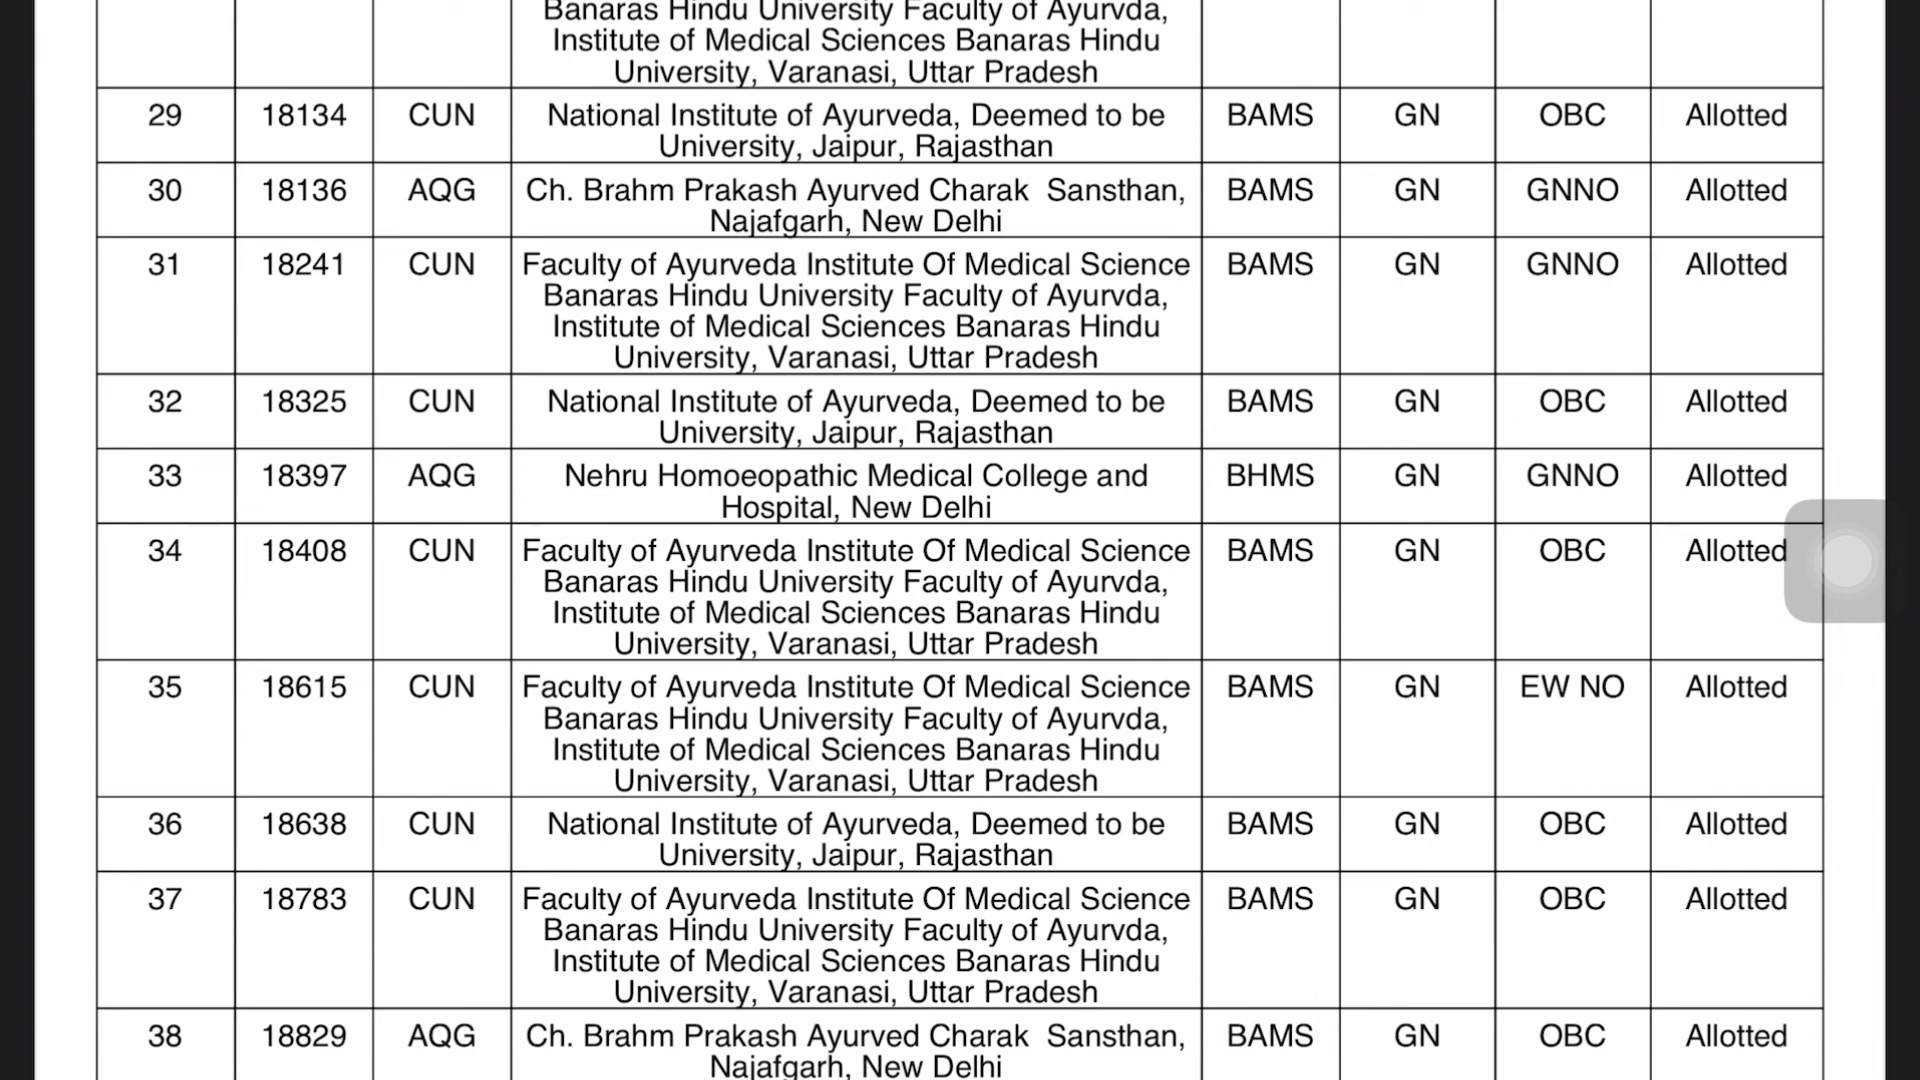 Banaras Hindu University Faculty of Ayurvda,
Institute of Medical Sciences Banaras Hindu
University, Varanasi, Uttar Pradesh
29 18134 CUN National Institute of Ayurveda, Deemed to be BAMS GN OBC Allotted
University, Jaipur, Rajasthan
30 18136 AQG Ch. Brahm Prakash Ayurved Charak Sansthan, BAMS GN GNNO Allotted
Najafgarh, New Delhi
31 18241 CUN Faculty of Ayurveda Institute Of Medical Science BAMS GN GNNO Allotted
Banaras Hindu University Faculty of Ayurvda,
Institute of Medical Sciences Banaras Hindu
University, Varanasi, Uttar Pradesh
32 18325 CUN National Institute of Ayurveda, Deemed to be BAMS GN OBC Allotted
University, Jaipur, Rajasthan
33 18397 AQG Nehru Homoeopathic Medical College and BHMS GN GNNO Allotted
Hospital, New Delhi
34 18408 CUN Faculty of Ayurveda Institute Of Medical Science BAMS GN OBC Allotted
Banaras Hindu University Faculty of Ayurvda,
Institute of Medical Sciences Banaras Hindu
University, Varanasi, Uttar Pradesh
35 18615 CUN Faculty of Ayurveda Institute Of Medical Science BAMS GN EW NO Allotted
Banaras Hindu University Faculty of Ayurvda,
Institute of Medical Sciences Banaras Hindu
University, Varanasi, Uttar Pradesh
36 18638 CUN National Institute of Ayurveda, Deemed to be BAMS GN OBC Allotted
University, Jaipur, Rajasthan
37 18783 CUN Faculty of Ayurveda Institute Of Medical Science BAMS GN OBC Allotted
Banaras Hindu University Faculty of Ayurvda,
Institute of Medical Sciences Banaras Hindu
University, Varanasi, Uttar Pradesh
38 18829 AQG Ch. Brahm Prakash Ayurved Charak Sansthan, BAMS GN OBC Allotted
Najafgarh, New Delhi